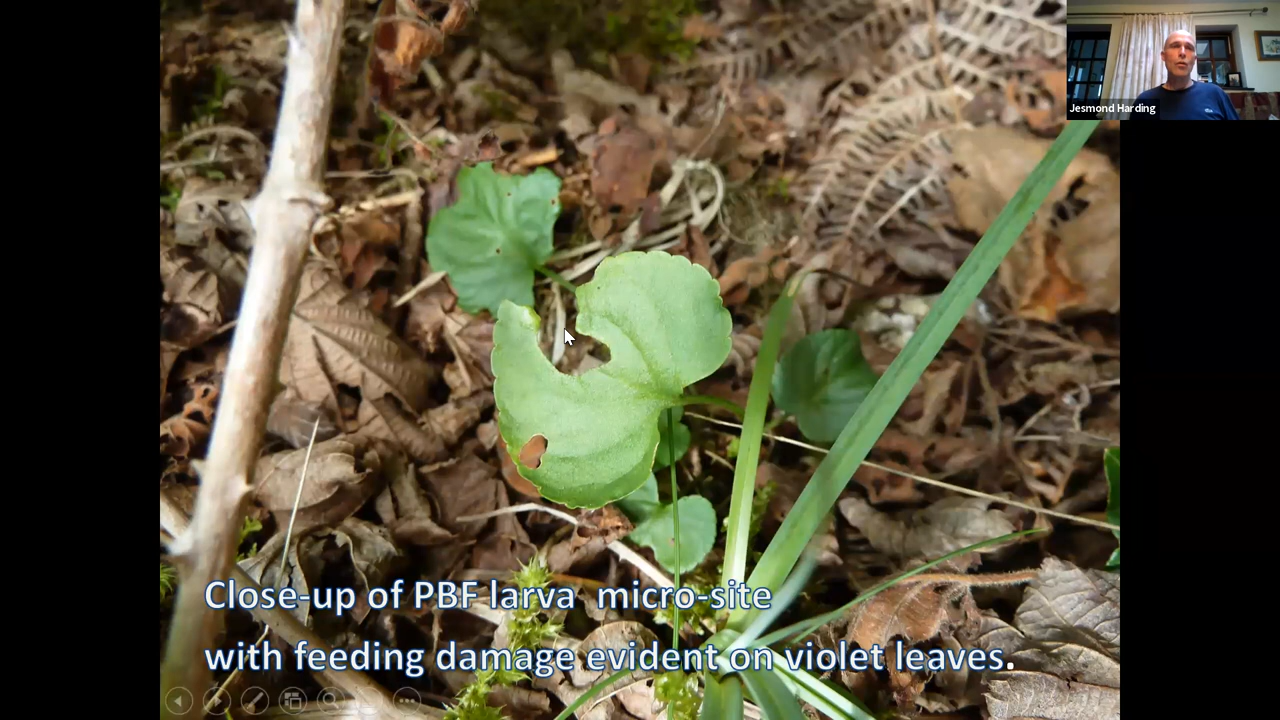 Jesmond Harding
Close-up of PBF larva  micro-site
with feeding damage evident on violet leaves.